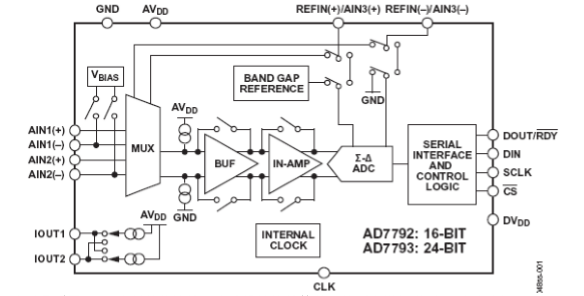 GND AVDD REFIN(+)/AIN3(+) REFIN(–)/AIN3(–)
VBIAS
BAND GAP
REFERENCE
GND
AVDD
AIN1(+)
AIN1(–)
AIN2(+)
AIN2(–)
MUX
BUF
IN-AMP
Σ-Δ
ADC
SERIAL
INTERFACE
AND
CONTROL
LOGIC
DOUT/RDY
DIN
SCLK
CS
GND
AVDD
IOUT1
IOUT2
INTERNAL
CLOCK
AD7792: 16-BIT
AD7793: 24-BIT
DVDD
CLK